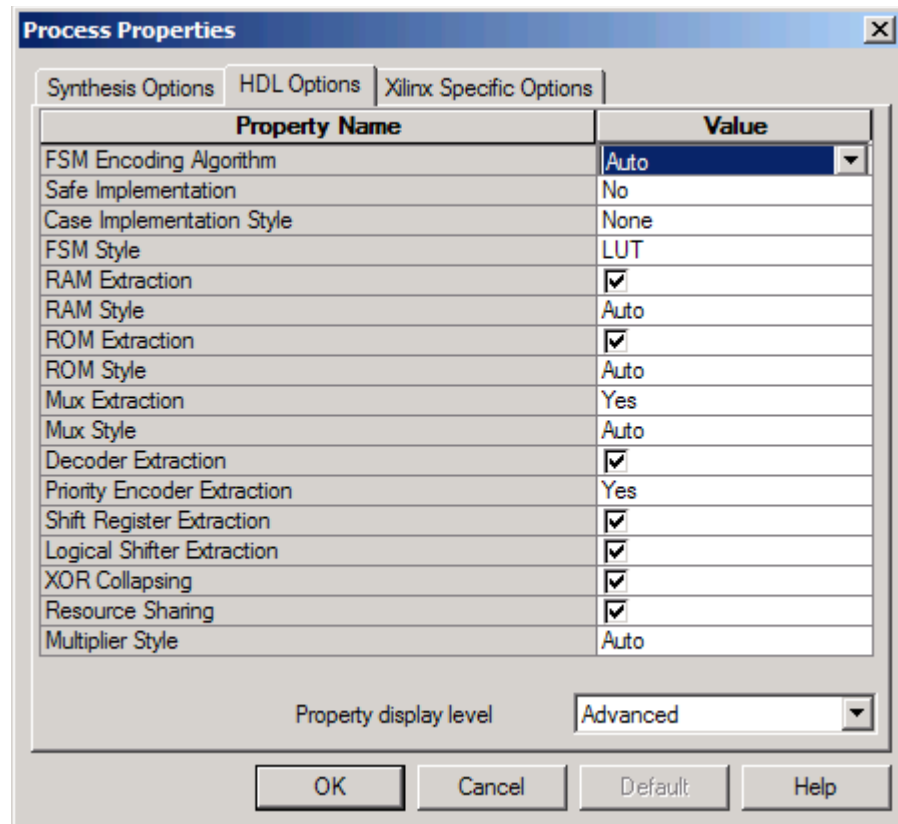 Process Properties
Synthesis Options HDL Options Xilinx Specific Options
Property Name Value
FSM Encoding Algorithm Auto
Safe Implementation No
Case Implementation Style None
FSM Style LUT
RAM Extraction
RAM Style Auto
ROM Extraction
ROM Style Auto
Mux Extraction Yes
Mux Style Auto
Decoder Extraction
Priority Encoder Extraction Yes
Shift Register Extraction
Logical Shifter Extraction
XOR Collapsing
Resource Sharing
Multiplier Style Auto
Property display level Advanced
OK Cancel Default Help